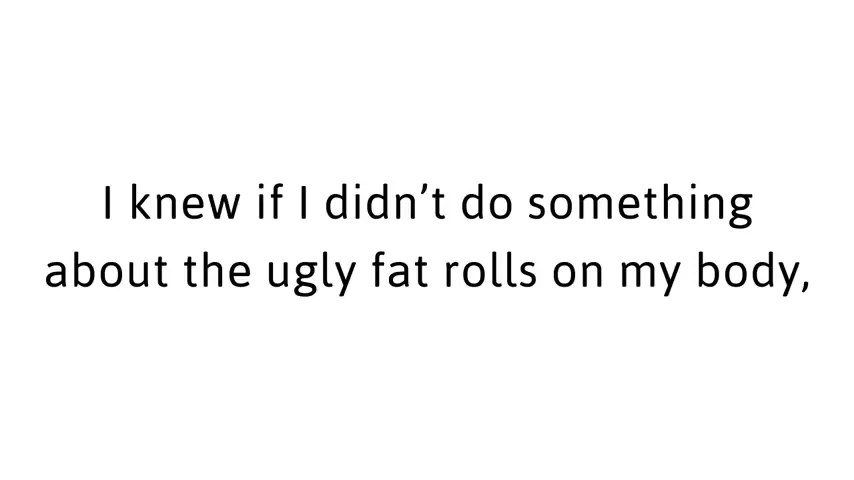 I knew if I didn’t do something
about the ugly fat rolls on my body,